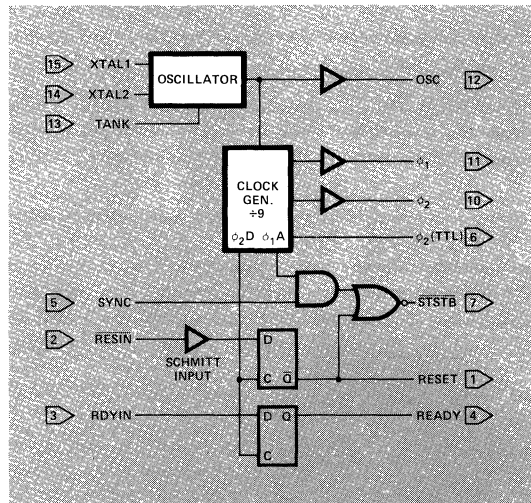 15 XTAL1 OSCILLATOR OSC 12
14 XTAL2
13 TANK
CLOCK GEN. ÷9
ϕ1 11
ϕ2 10
ϕ2D ϕ1A ϕ2(TTL) 6
5 SYNC STSTB 7
2 RESIN D
SCHMITT INPUT
C Q̅ RESET 1
3 RDYIN D Q READY 4
C